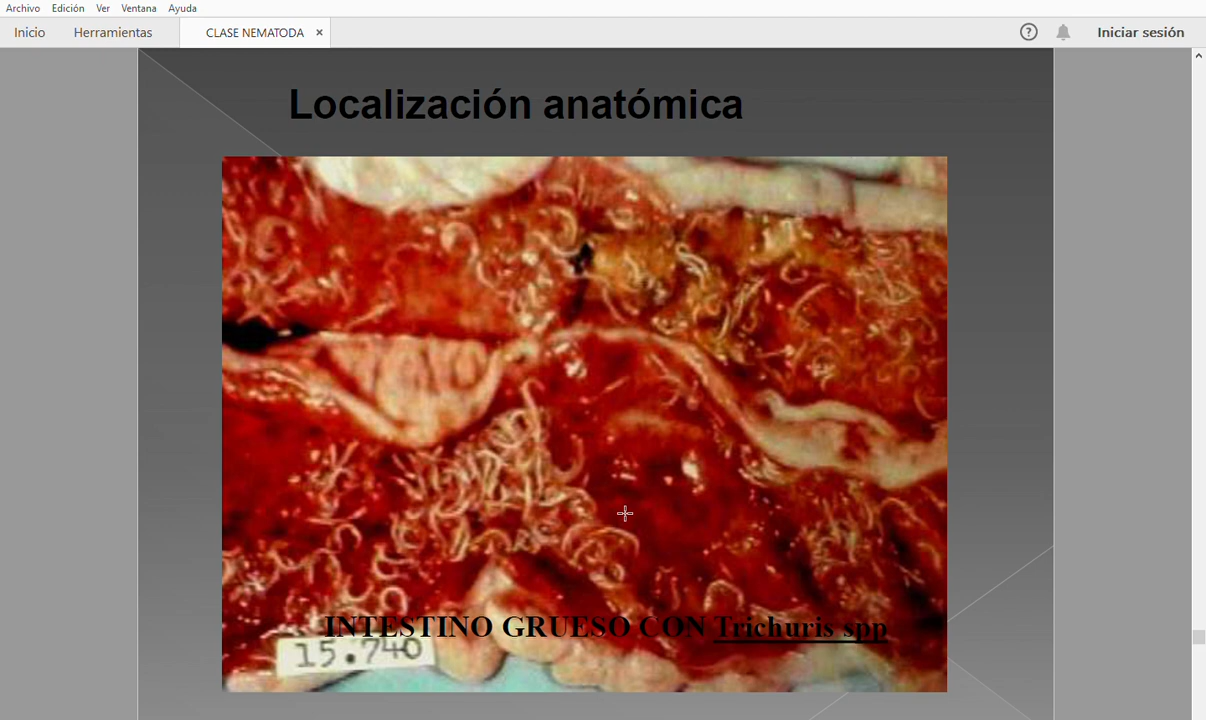 Archivo Edición Ver Ventana Ayuda
Inicio Herramientas CLASE NEMATODA × ? Iniciar sesión
Localización anatómica
INTESTINO GRUESO CON Trichuris spp
15.740